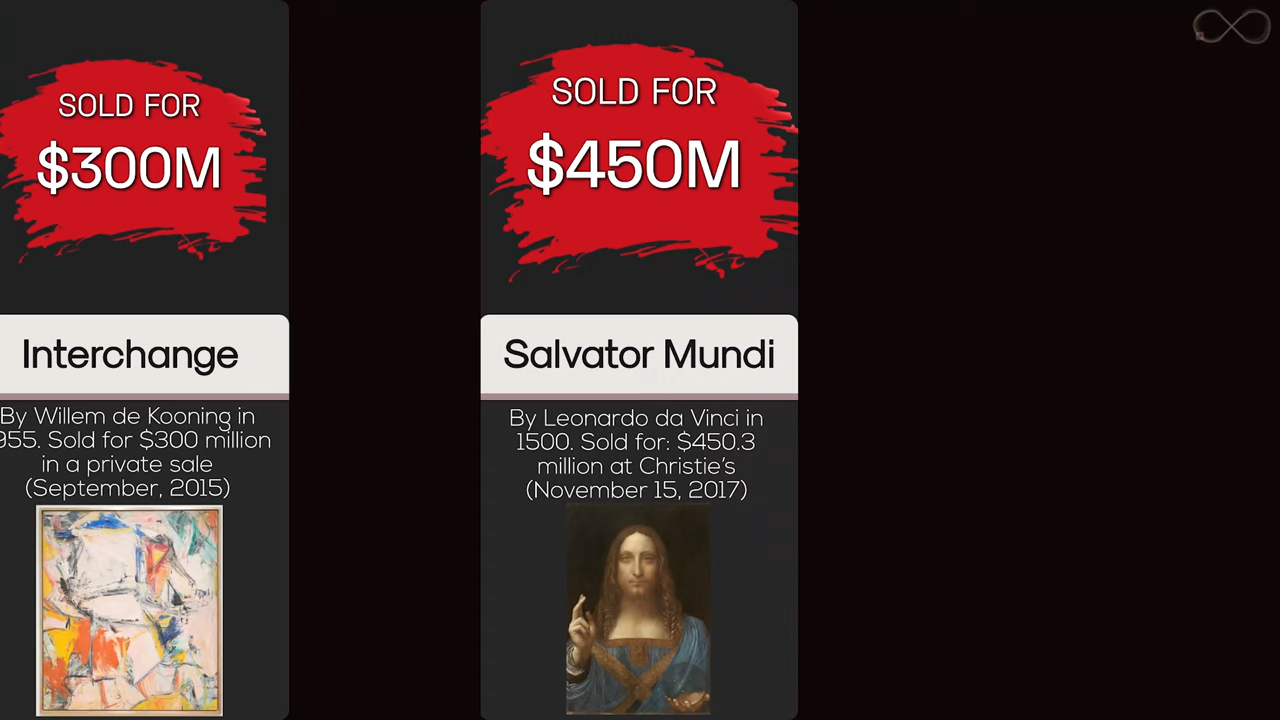 SOLD FOR
$300M
Interchange
By Willem de Kooning in
955. Sold for $300 million
in a private sale
(September, 2015)
SOLD FOR
$450M
Salvator Mundi
By Leonardo da Vinci in
1500. Sold for: $450.3
million at Christie's
(November 15, 2017)